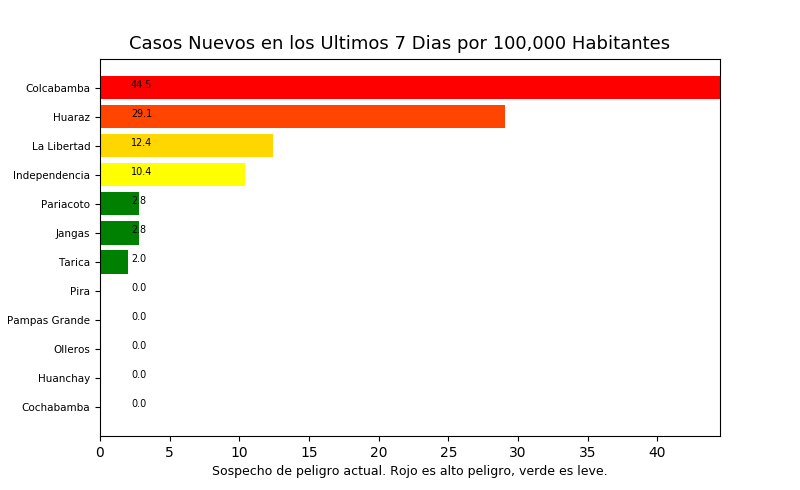 Casos Nuevos en los Ultimos 7 Dias por 100,000 Habitantes
Colcabamba 44.5
Huaraz 29.1
La Libertad 12.4
Independencia 10.4
Pariacoto 2.8
Jangas 2.8
Tarica 2.0
Pira 0.0
Pampas Grande 0.0
Olleros 0.0
Huanchay 0.0
Cochabamba 0.0
0 5 10 15 20 25 30 35 40
Sospecho de peligro actual. Rojo es alto peligro, verde es leve.